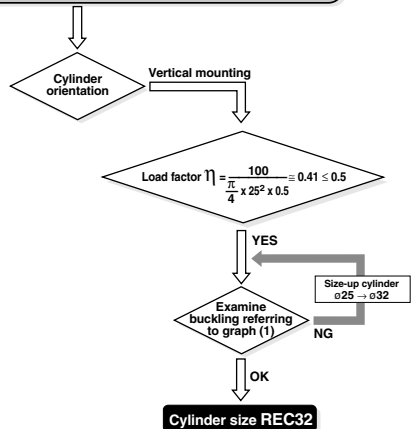 Cylinder
orientation
Vertical mounting
Load factor η = 100 / (π/4 x 25² x 0.5) ≅ 0.41 ≤ 0.5
YES
Size-up cylinder
ø25 → ø32
Examine
buckling referring
to graph (1)
NG
OK
Cylinder size REC32